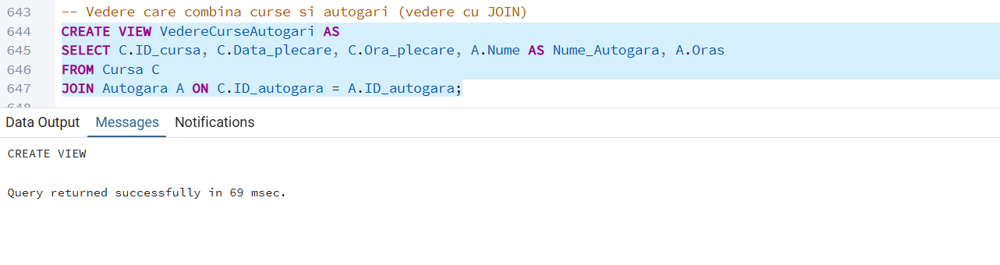 643 -- Vedere care combina curse si autogari (vedere cu JOIN)
644 CREATE VIEW VedereCurseAutogari AS
645 SELECT C.ID_cursa, C.Data_plecare, C.Ora_plecare, A.Nume AS Nume_Autogara, A.Oras
646 FROM Cursa C
647 JOIN Autogara A ON C.ID_autogara = A.ID_autogara;
648
Data Output Messages Notifications
CREATE VIEW
Query returned successfully in 69 msec.